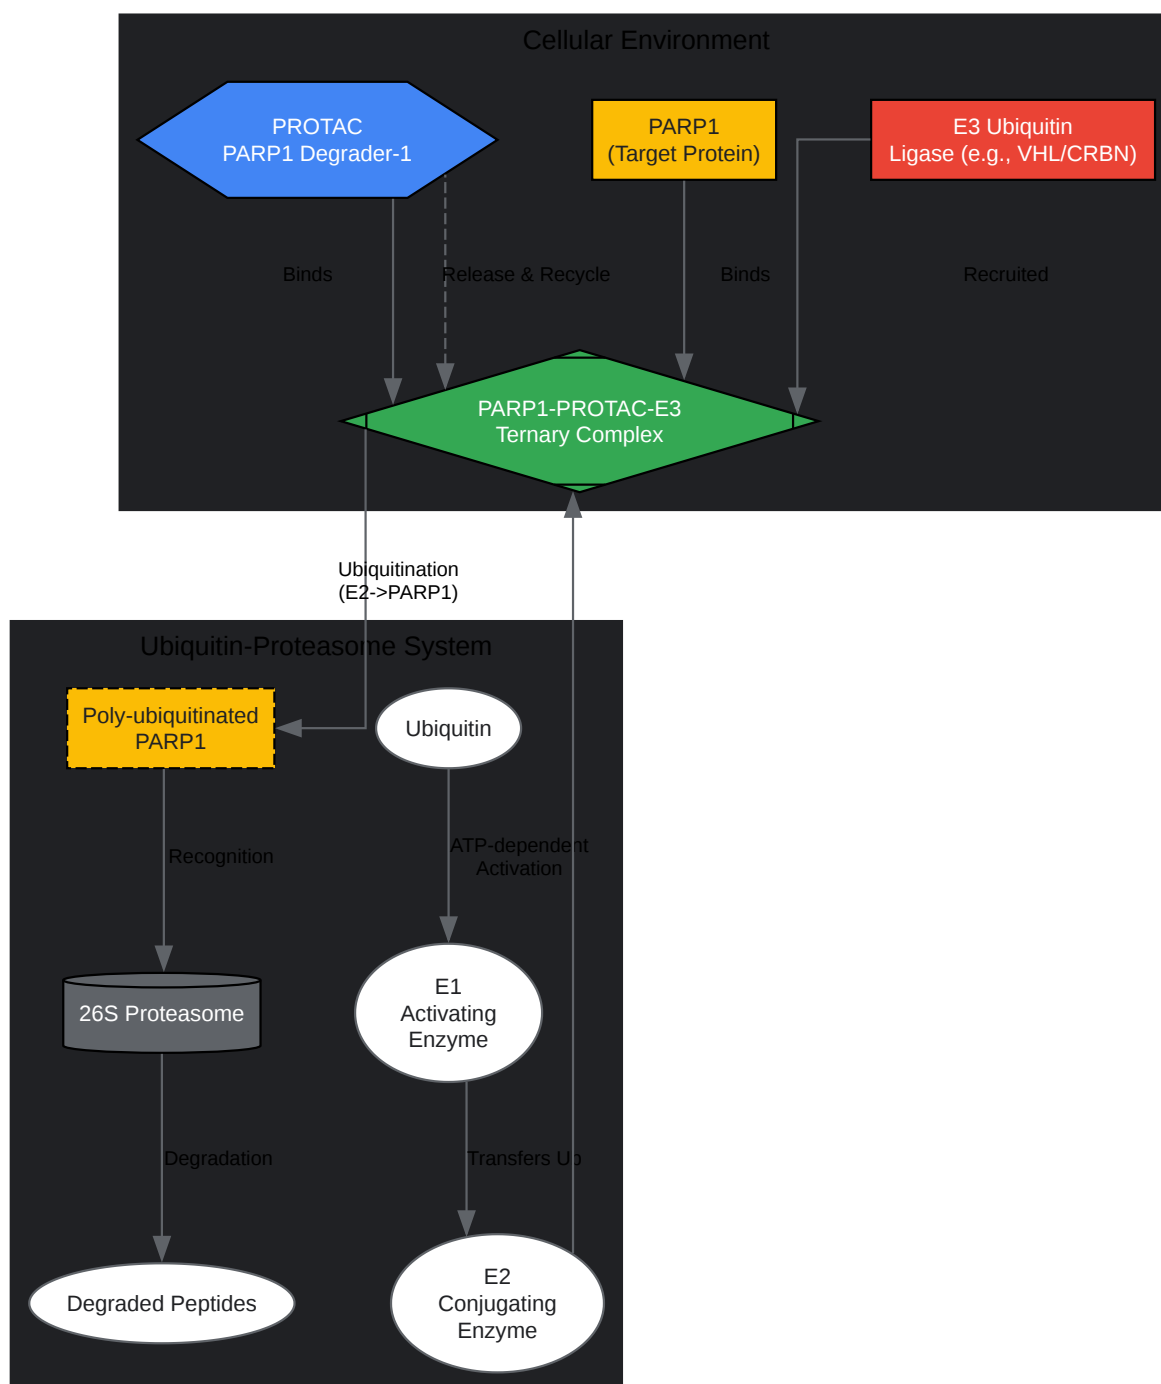 Cellular Environment
PROTAC
PARP1 Degrader-1
PARP1
(Target Protein)
E3 Ubiquitin
Ligase (e.g., VHL/CRBN)
Binds
Release & Recycle
Binds
Recruited
PARP1-PROTAC-E3
Ternary Complex
Ubiquitination
(E2->PARP1)
Ubiquitin-Proteasome System
Poly-ubiquitinated
PARP1
Ubiquitin
Recognition
ATP-dependent
Activation
26S Proteasome
E1
Activating
Enzyme
Degradation
Transfers Ub
Degraded Peptides
E2
Conjugating
Enzyme